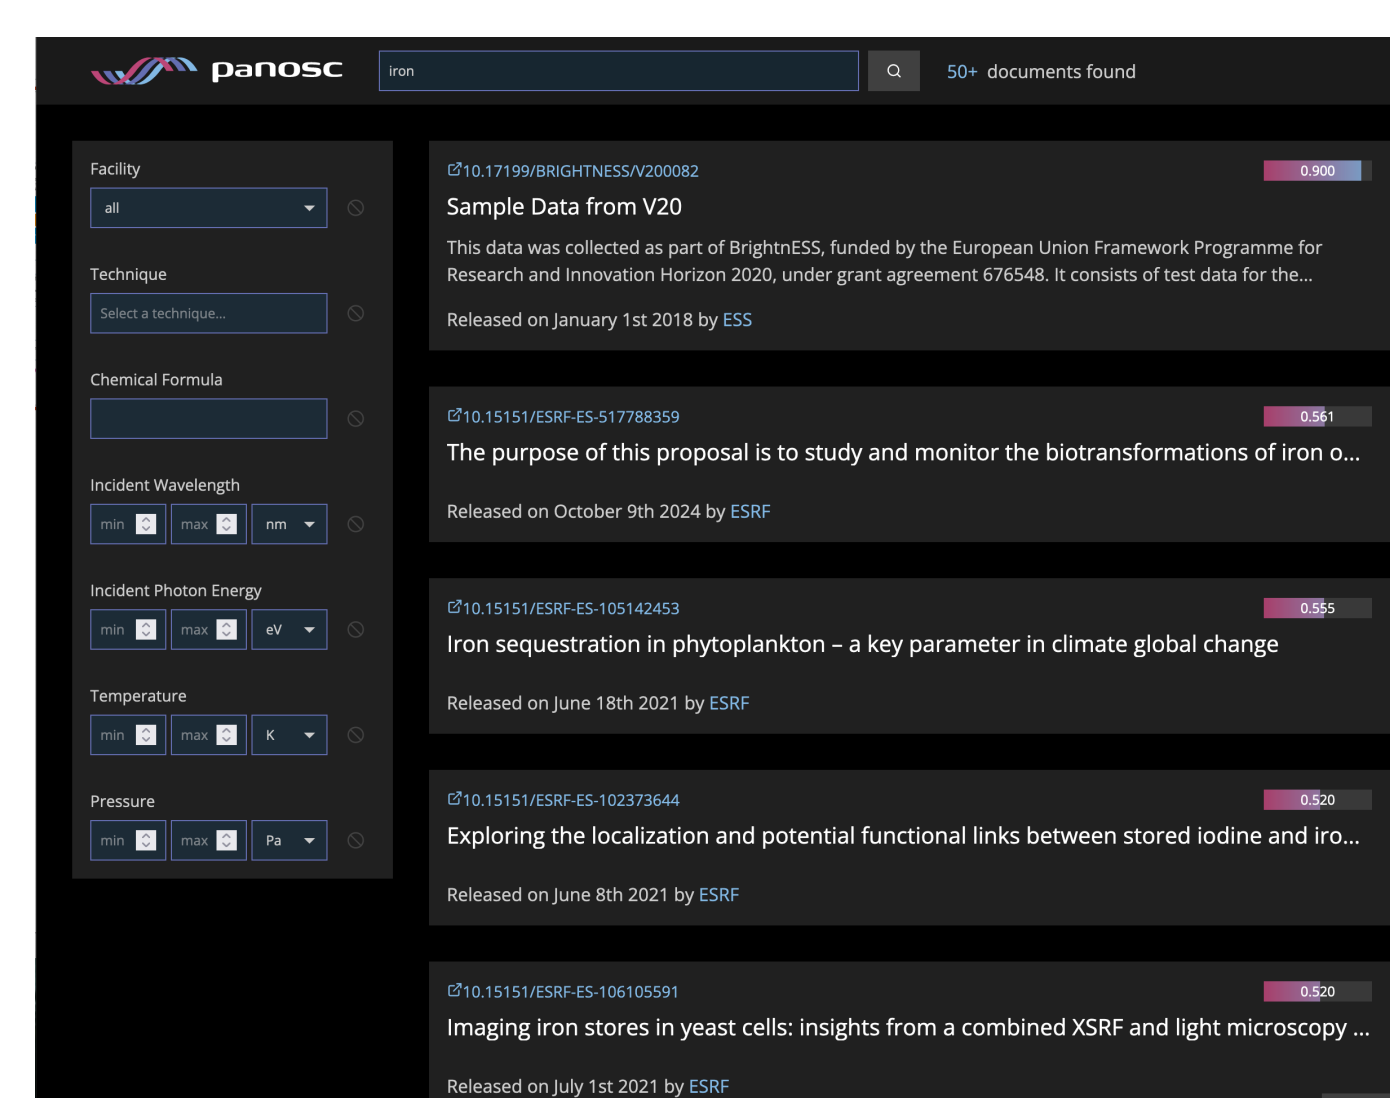 panosc
iron
50+ documents found
Facility
all
Technique
Select a technique...
Chemical Formula
Incident Wavelength
min max nm
Incident Photon Energy
min max eV
Temperature
min max K
Pressure
min max Pa
10.17199/BRIGHTNESS/V200082
0.900
Sample Data from V20
This data was collected as part of BrightnESS, funded by the European Union Framework Programme for
Research and Innovation Horizon 2020, under grant agreement 676548. It consists of test data for the...
Released on January 1st 2018 by ESS
10.15151/ESRF-ES-517788359
0.561
The purpose of this proposal is to study and monitor the biotransformations of iron o...
Released on October 9th 2024 by ESRF
10.15151/ESRF-ES-105142453
0.555
Iron sequestration in phytoplankton – a key parameter in climate global change
Released on June 18th 2021 by ESRF
10.15151/ESRF-ES-102373644
0.520
Exploring the localization and potential functional links between stored iodine and iro...
Released on June 8th 2021 by ESRF
10.15151/ESRF-ES-106105591
0.520
Imaging iron stores in yeast cells: insights from a combined XSRF and light microscopy ...
Released on July 1st 2021 by ESRF